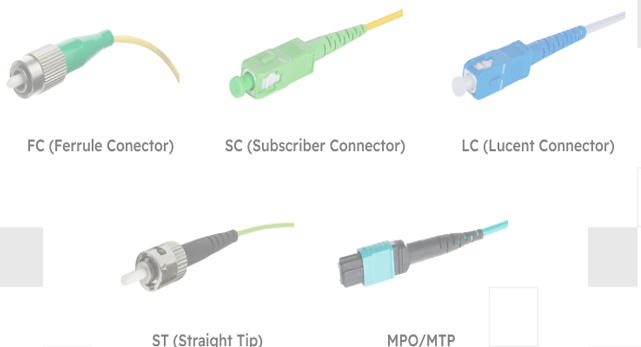 FC (Ferrule Conector)
SC (Subscriber Connector)
LC (Lucent Connector)
ST (Straight Tip)
MPO/MTP